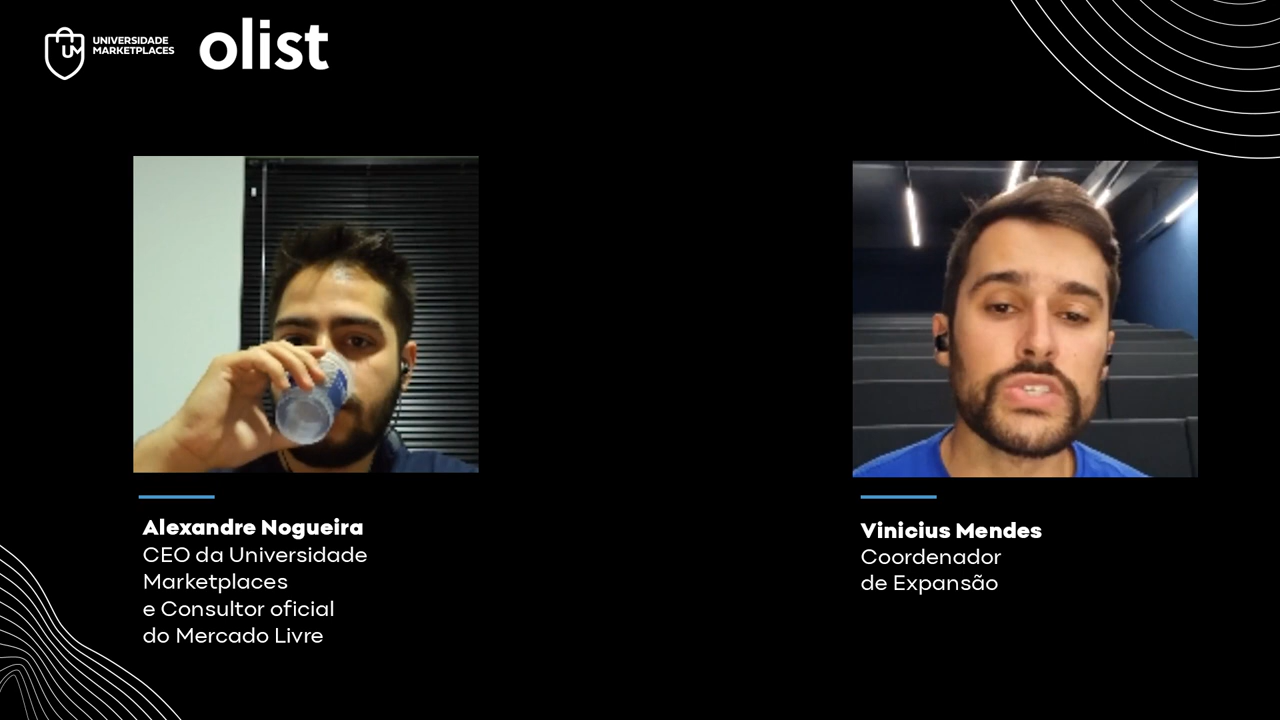 UNIVERSIDADE
MARKETPLACES
olist
Alexandre Nogueira
CEO da Universidade
Marketplaces
e Consultor oficial
do Mercado Livre
Vinicius Mendes
Coordenador
de Expansão